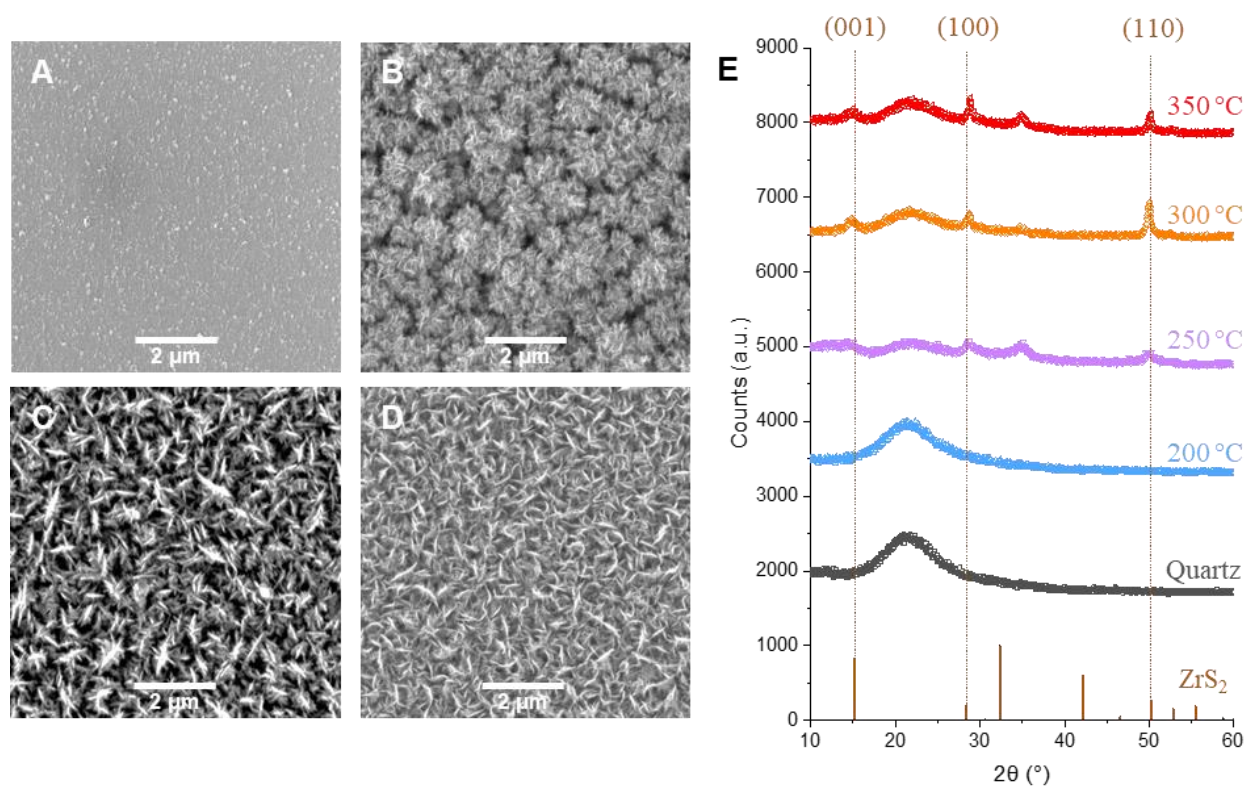 A
2 μm
B
2 μm
C
2 μm
D
2 μm
E
(001) (100) (110)
9000
8000
7000
6000
5000
4000
3000
2000
1000
0
Counts (a.u.)
350 °C
300 °C
250 °C
200 °C
Quartz
ZrS₂
10 20 30 40 50 60
2θ (°)